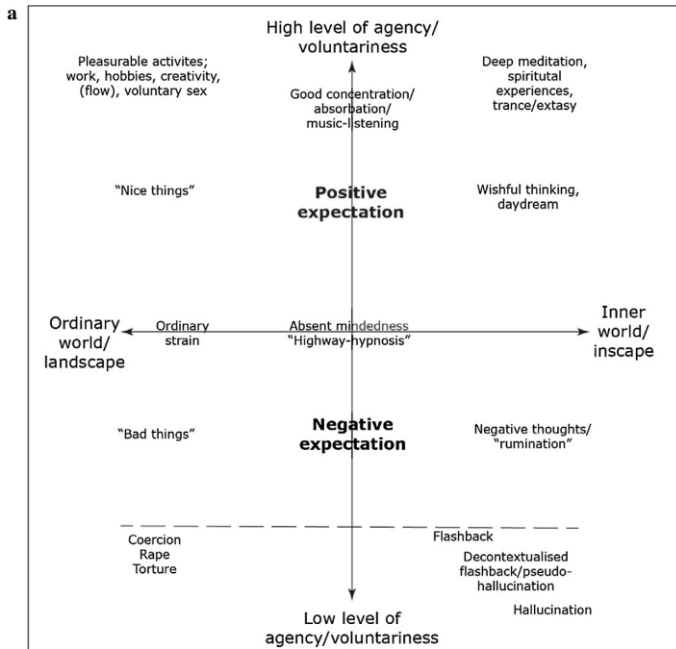 a
High level of agency/
voluntariness
Pleasurable activites;
work, hobbies, creativity,
(flow), voluntary sex
Good concentration/
absorbation/
music-listening
Deep meditation,
spirtutal
experiences,
trance/extasy
"Nice things"
Positive
expectation
Wishful thinking,
daydream
Ordinary
world/
landscape
Ordinary
strain
Absent mindedness
"Highway-hypnosis"
Inner
world/
inscape
"Bad things"
Negative
expectation
Negative thoughts/
"rumination"
Coercion
Rape
Torture
Flashback
Decontextualised
flashback/pseudo-
hallucination
Hallucination
Low level of
agency/voluntariness